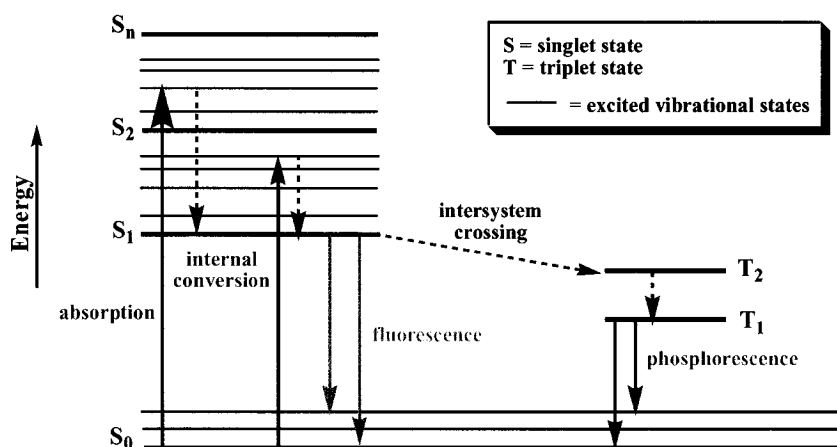 Sn
S = singlet state
T = triplet state
= excited vibrational states
S2
Energy
S1
internal
conversion
intersystem
crossing
T2
T1
absorption
fluorescence
phosphorescence
S0